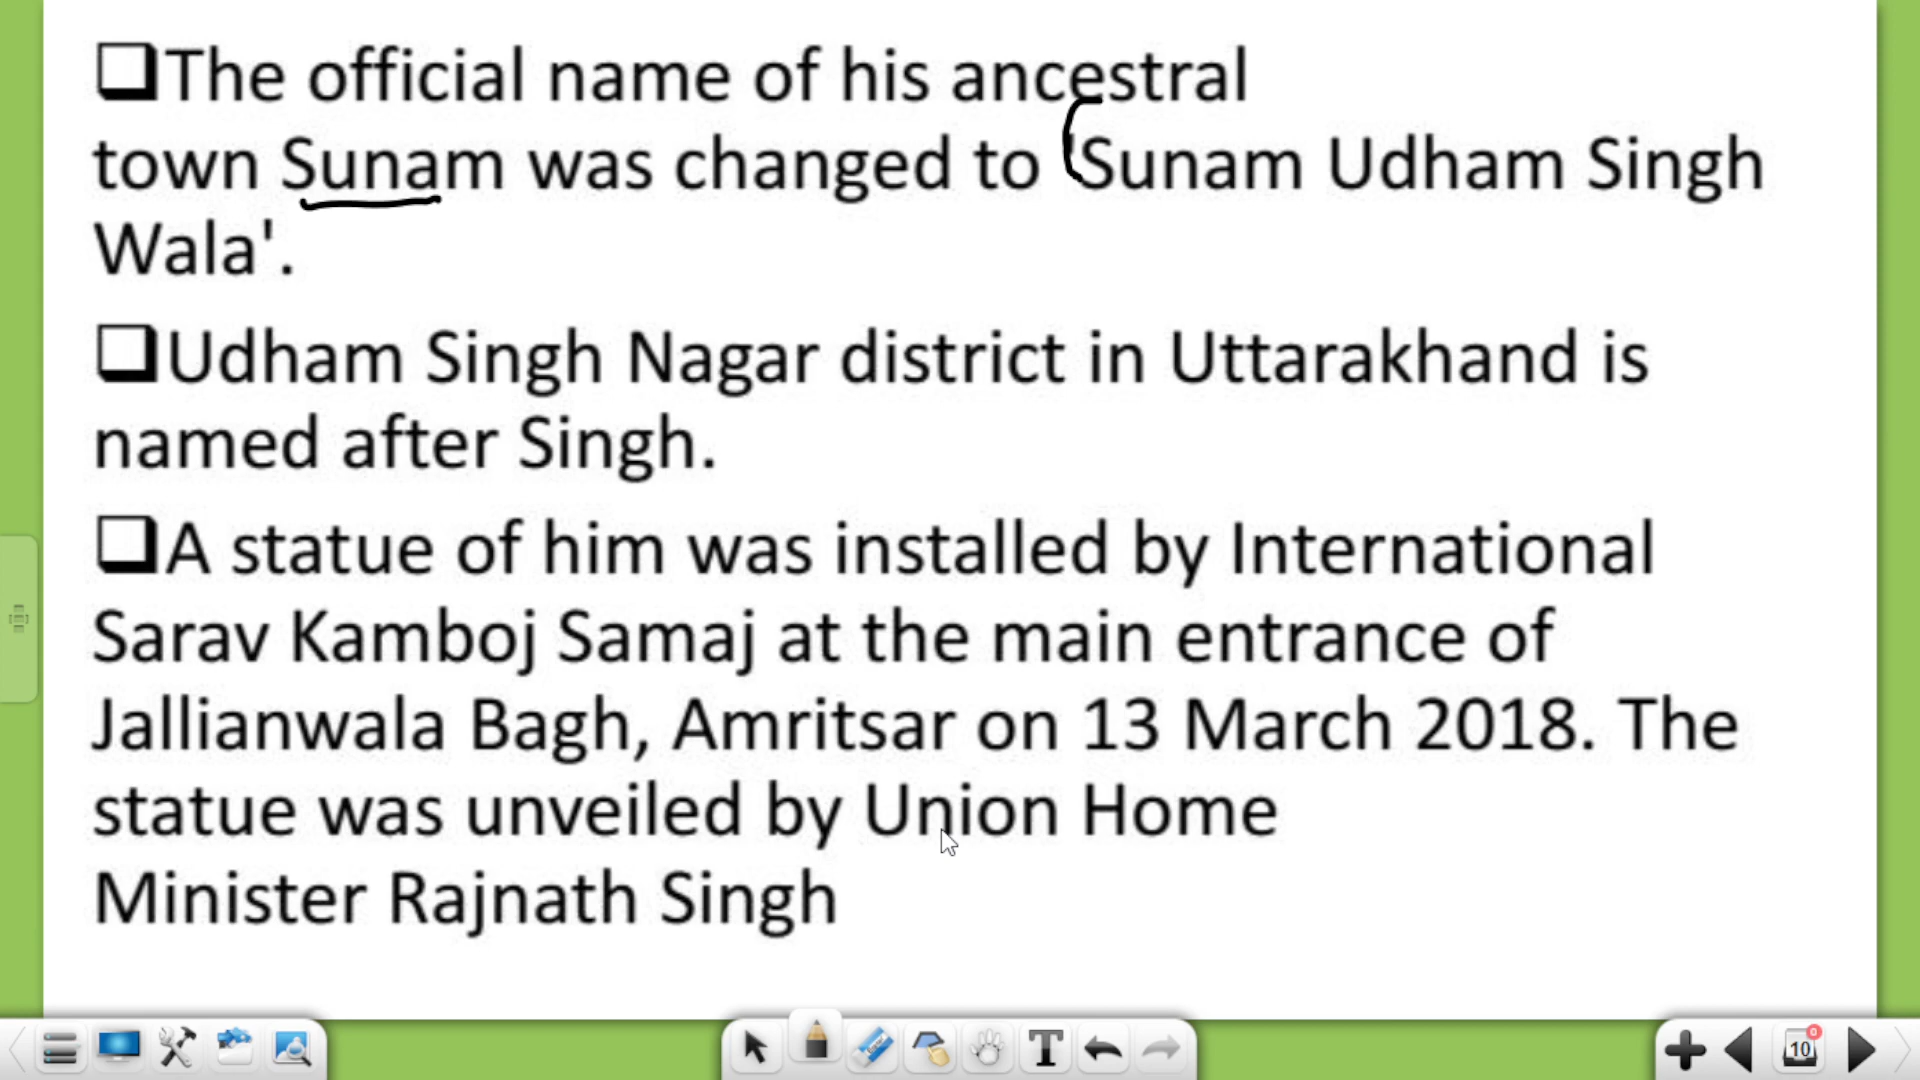 ❑The official name of his ancestral
town Sunam was changed to 'Sunam Udham Singh
Wala'.
❑Udham Singh Nagar district in Uttarakhand is
named after Singh.
❑A statue of him was installed by International
Sarav Kamboj Samaj at the main entrance of
Jallianwala Bagh, Amritsar on 13 March 2018. The
statue was unveiled by Union Home
Minister Rajnath Singh
T
0
10